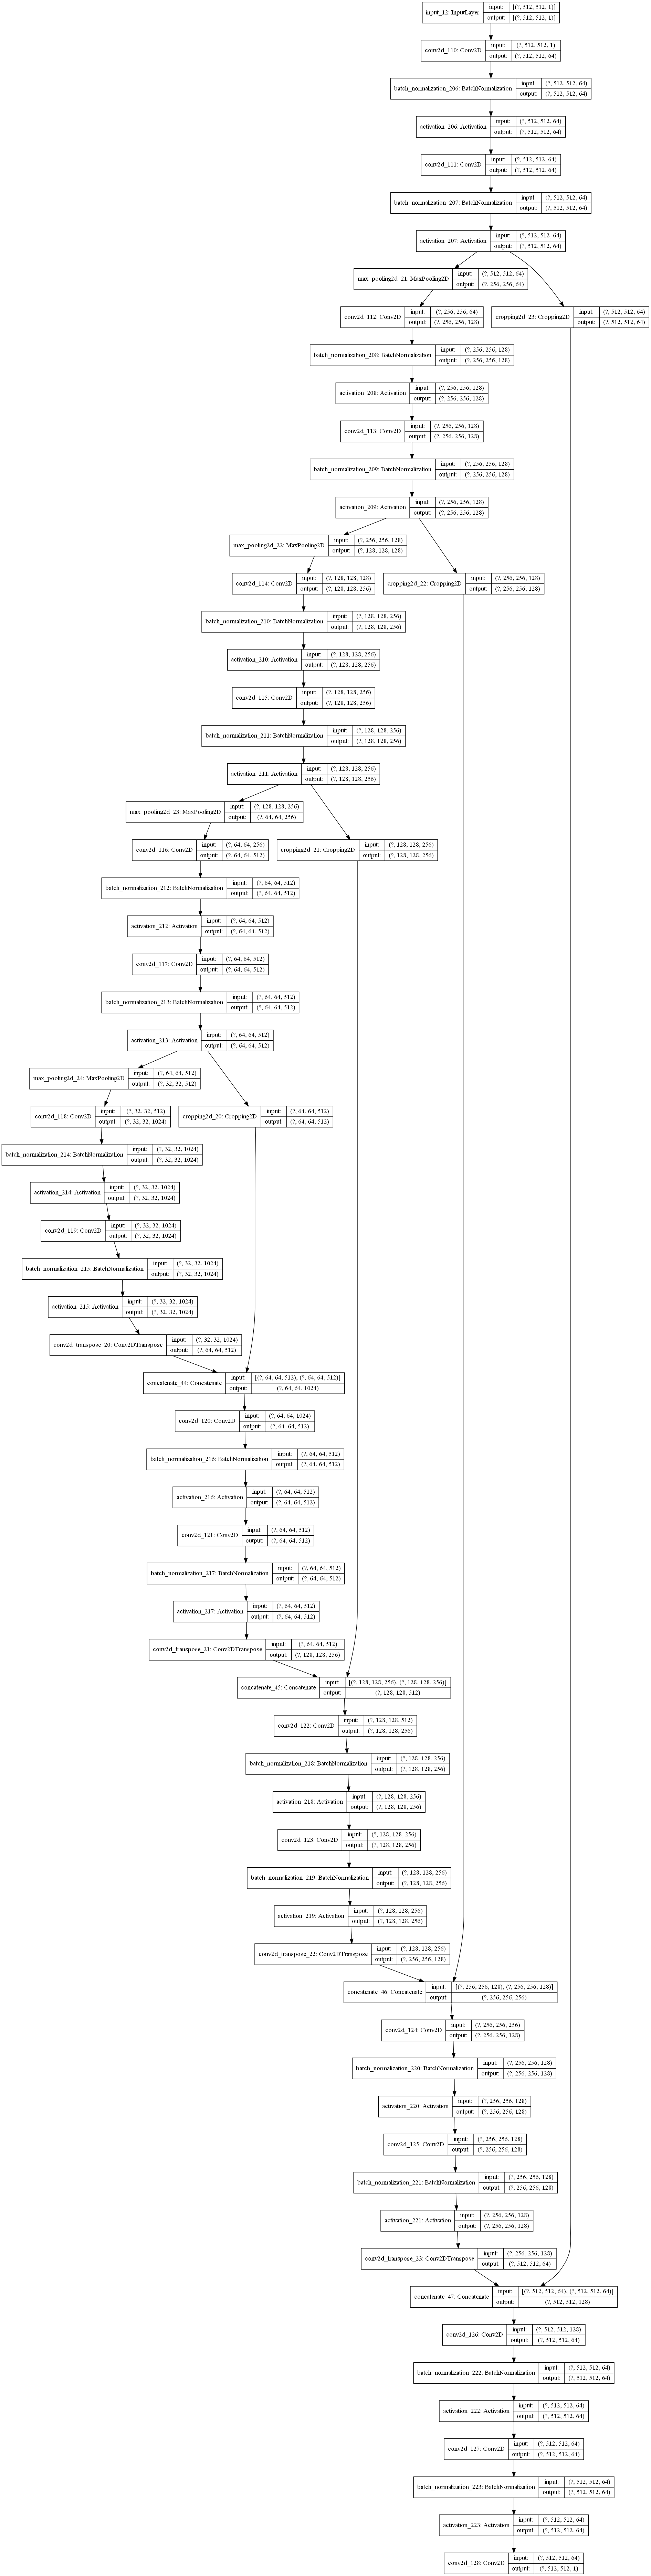 input_12: InputLayer
input: [(?, 512, 512, 1)]
output: [(?, 512, 512, 1)]
conv2d_110: Conv2D
input: (?, 512, 512, 1)
output: (?, 512, 512, 64)
batch_normalization_206: BatchNormalization
input: (?, 512, 512, 64)
output: (?, 512, 512, 64)
activation_206: Activation
input: (?, 512, 512, 64)
output: (?, 512, 512, 64)
conv2d_111: Conv2D
input: (?, 512, 512, 64)
output: (?, 512, 512, 64)
batch_normalization_207: BatchNormalization
input: (?, 512, 512, 64)
output: (?, 512, 512, 64)
activation_207: Activation
input: (?, 512, 512, 64)
output: (?, 512, 512, 64)
max_pooling2d_21: MaxPooling2D
input: (?, 512, 512, 64)
output: (?, 256, 256, 64)
conv2d_112: Conv2D
input: (?, 256, 256, 64)
output: (?, 256, 256, 128)
cropping2d_23: Cropping2D
input: (?, 512, 512, 64)
output: (?, 512, 512, 64)
batch_normalization_208: BatchNormalization
input: (?, 256, 256, 128)
output: (?, 256, 256, 128)
activation_208: Activation
input: (?, 256, 256, 128)
output: (?, 256, 256, 128)
conv2d_113: Conv2D
input: (?, 256, 256, 128)
output: (?, 256, 256, 128)
batch_normalization_209: BatchNormalization
input: (?, 256, 256, 128)
output: (?, 256, 256, 128)
activation_209: Activation
input: (?, 256, 256, 128)
output: (?, 256, 256, 128)
max_pooling2d_22: MaxPooling2D
input: (?, 256, 256, 128)
output: (?, 128, 128, 128)
conv2d_114: Conv2D
input: (?, 128, 128, 128)
output: (?, 128, 128, 256)
cropping2d_22: Cropping2D
input: (?, 256, 256, 128)
output: (?, 256, 256, 128)
batch_normalization_210: BatchNormalization
input: (?, 128, 128, 256)
output: (?, 128, 128, 256)
activation_210: Activation
input: (?, 128, 128, 256)
output: (?, 128, 128, 256)
conv2d_115: Conv2D
input: (?, 128, 128, 256)
output: (?, 128, 128, 256)
batch_normalization_211: BatchNormalization
input: (?, 128, 128, 256)
output: (?, 128, 128, 256)
activation_211: Activation
input: (?, 128, 128, 256)
output: (?, 128, 128, 256)
max_pooling2d_23: MaxPooling2D
input: (?, 128, 128, 256)
output: (?, 64, 64, 256)
conv2d_116: Conv2D
input: (?, 64, 64, 256)
output: (?, 64, 64, 512)
cropping2d_21: Cropping2D
input: (?, 128, 128, 256)
output: (?, 128, 128, 256)
batch_normalization_212: BatchNormalization
input: (?, 64, 64, 512)
output: (?, 64, 64, 512)
activation_212: Activation
input: (?, 64, 64, 512)
output: (?, 64, 64, 512)
conv2d_117: Conv2D
input: (?, 64, 64, 512)
output: (?, 64, 64, 512)
batch_normalization_213: BatchNormalization
input: (?, 64, 64, 512)
output: (?, 64, 64, 512)
activation_213: Activation
input: (?, 64, 64, 512)
output: (?, 64, 64, 512)
max_pooling2d_24: MaxPooling2D
input: (?, 64, 64, 512)
output: (?, 32, 32, 512)
conv2d_118: Conv2D
input: (?, 32, 32, 512)
output: (?, 32, 32, 1024)
cropping2d_20: Cropping2D
input: (?, 64, 64, 512)
output: (?, 64, 64, 512)
batch_normalization_214: BatchNormalization
input: (?, 32, 32, 1024)
output: (?, 32, 32, 1024)
activation_214: Activation
input: (?, 32, 32, 1024)
output: (?, 32, 32, 1024)
conv2d_119: Conv2D
input: (?, 32, 32, 1024)
output: (?, 32, 32, 1024)
batch_normalization_215: BatchNormalization
input: (?, 32, 32, 1024)
output: (?, 32, 32, 1024)
activation_215: Activation
input: (?, 32, 32, 1024)
output: (?, 32, 32, 1024)
conv2d_transpose_20: Conv2DTranspose
input: (?, 32, 32, 1024)
output: (?, 64, 64, 512)
concatenate_44: Concatenate
input: [(?, 64, 64, 512), (?, 64, 64, 512)]
output: (?, 64, 64, 1024)
conv2d_120: Conv2D
input: (?, 64, 64, 1024)
output: (?, 64, 64, 512)
batch_normalization_216: BatchNormalization
input: (?, 64, 64, 512)
output: (?, 64, 64, 512)
activation_216: Activation
input: (?, 64, 64, 512)
output: (?, 64, 64, 512)
conv2d_121: Conv2D
input: (?, 64, 64, 512)
output: (?, 64, 64, 512)
batch_normalization_217: BatchNormalization
input: (?, 64, 64, 512)
output: (?, 64, 64, 512)
activation_217: Activation
input: (?, 64, 64, 512)
output: (?, 64, 64, 512)
conv2d_transpose_21: Conv2DTranspose
input: (?, 64, 64, 512)
output: (?, 128, 128, 256)
concatenate_45: Concatenate
input: [(?, 128, 128, 256), (?, 128, 128, 256)]
output: (?, 128, 128, 512)
conv2d_122: Conv2D
input: (?, 128, 128, 512)
output: (?, 128, 128, 256)
batch_normalization_218: BatchNormalization
input: (?, 128, 128, 256)
output: (?, 128, 128, 256)
activation_218: Activation
input: (?, 128, 128, 256)
output: (?, 128, 128, 256)
conv2d_123: Conv2D
input: (?, 128, 128, 256)
output: (?, 128, 128, 256)
batch_normalization_219: BatchNormalization
input: (?, 128, 128, 256)
output: (?, 128, 128, 256)
activation_219: Activation
input: (?, 128, 128, 256)
output: (?, 128, 128, 256)
conv2d_transpose_22: Conv2DTranspose
input: (?, 128, 128, 256)
output: (?, 256, 256, 128)
concatenate_46: Concatenate
input: [(?, 256, 256, 128), (?, 256, 256, 128)]
output: (?, 256, 256, 256)
conv2d_124: Conv2D
input: (?, 256, 256, 256)
output: (?, 256, 256, 128)
batch_normalization_220: BatchNormalization
input: (?, 256, 256, 128)
output: (?, 256, 256, 128)
activation_220: Activation
input: (?, 256, 256, 128)
output: (?, 256, 256, 128)
conv2d_125: Conv2D
input: (?, 256, 256, 128)
output: (?, 256, 256, 128)
batch_normalization_221: BatchNormalization
input: (?, 256, 256, 128)
output: (?, 256, 256, 128)
activation_221: Activation
input: (?, 256, 256, 128)
output: (?, 256, 256, 128)
conv2d_transpose_23: Conv2DTranspose
input: (?, 256, 256, 128)
output: (?, 512, 512, 64)
concatenate_47: Concatenate
input: [(?, 512, 512, 64), (?, 512, 512, 64)]
output: (?, 512, 512, 128)
conv2d_126: Conv2D
input: (?, 512, 512, 128)
output: (?, 512, 512, 64)
batch_normalization_222: BatchNormalization
input: (?, 512, 512, 64)
output: (?, 512, 512, 64)
activation_222: Activation
input: (?, 512, 512, 64)
output: (?, 512, 512, 64)
conv2d_127: Conv2D
input: (?, 512, 512, 64)
output: (?, 512, 512, 64)
batch_normalization_223: BatchNormalization
input: (?, 512, 512, 64)
output: (?, 512, 512, 64)
activation_223: Activation
input: (?, 512, 512, 64)
output: (?, 512, 512, 64)
conv2d_128: Conv2D
input: (?, 512, 512, 64)
output: (?, 512, 512, 1)